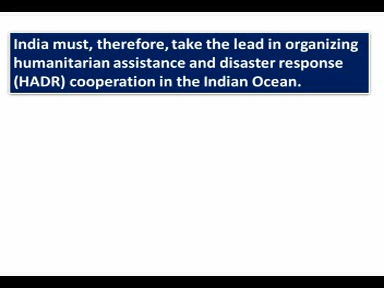 India must, therefore, take the lead in organizing
humanitarian assistance and disaster response
(HADR) cooperation in the Indian Ocean.